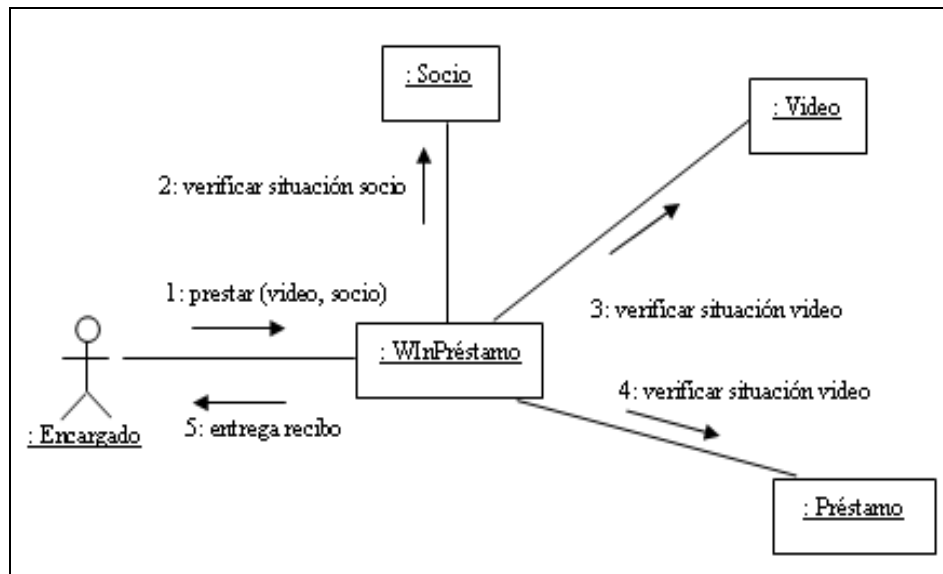 : Socio
: Video
2: verificar situación socio
1: prestar (video, socio)
3: verificar situación video
: WInPréstamo
4: verificar situación video
5: entrega recibo
: Encargado
: Préstamo